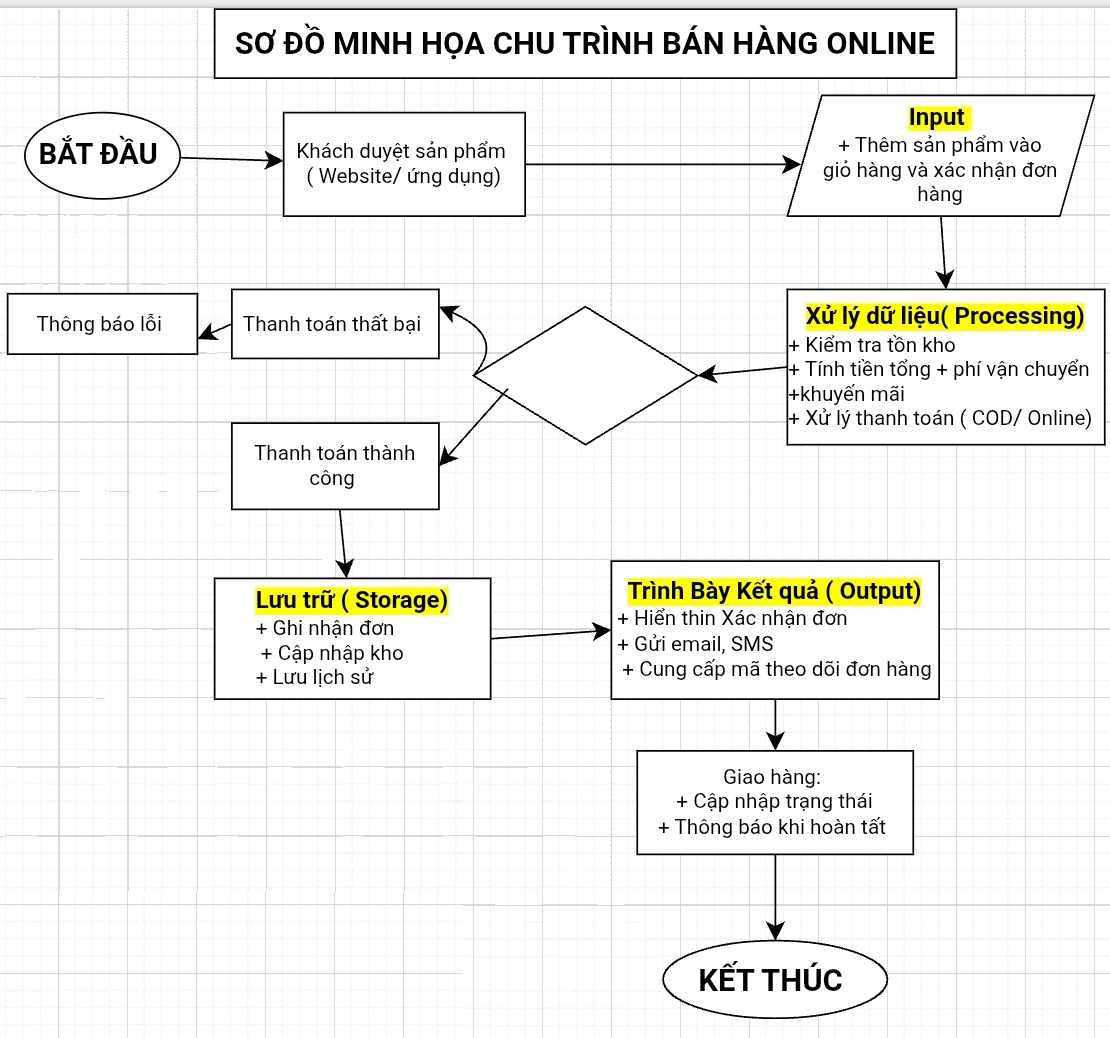 SƠ ĐỒ MINH HỌA CHU TRÌNH BÁN HÀNG ONLINE
BẮT ĐẦU
Khách duyệt sản phẩm
( Website/ ứng dụng)
Input
+ Thêm sản phẩm vào
giỏ hàng và xác nhận đơn
hàng
Xử lý dữ liệu( Processing)
+ Kiểm tra tồn kho
+ Tính tiền tổng + phí vận chuyển
+khuyến mãi
+ Xử lý thanh toán ( COD/ Online)
Thanh toán thất bại
Thông báo lỗi
Thanh toán thành
công
Lưu trữ ( Storage)
+ Ghi nhận đơn
+ Cập nhập kho
+ Lưu lịch sử
Trình Bày Kết quả ( Output)
+ Hiển thin Xác nhận đơn
+ Gửi email, SMS
+ Cung cấp mã theo dõi đơn hàng
Giao hàng:
+ Cập nhập trạng thái
+ Thông báo khi hoàn tất
KẾT THÚC